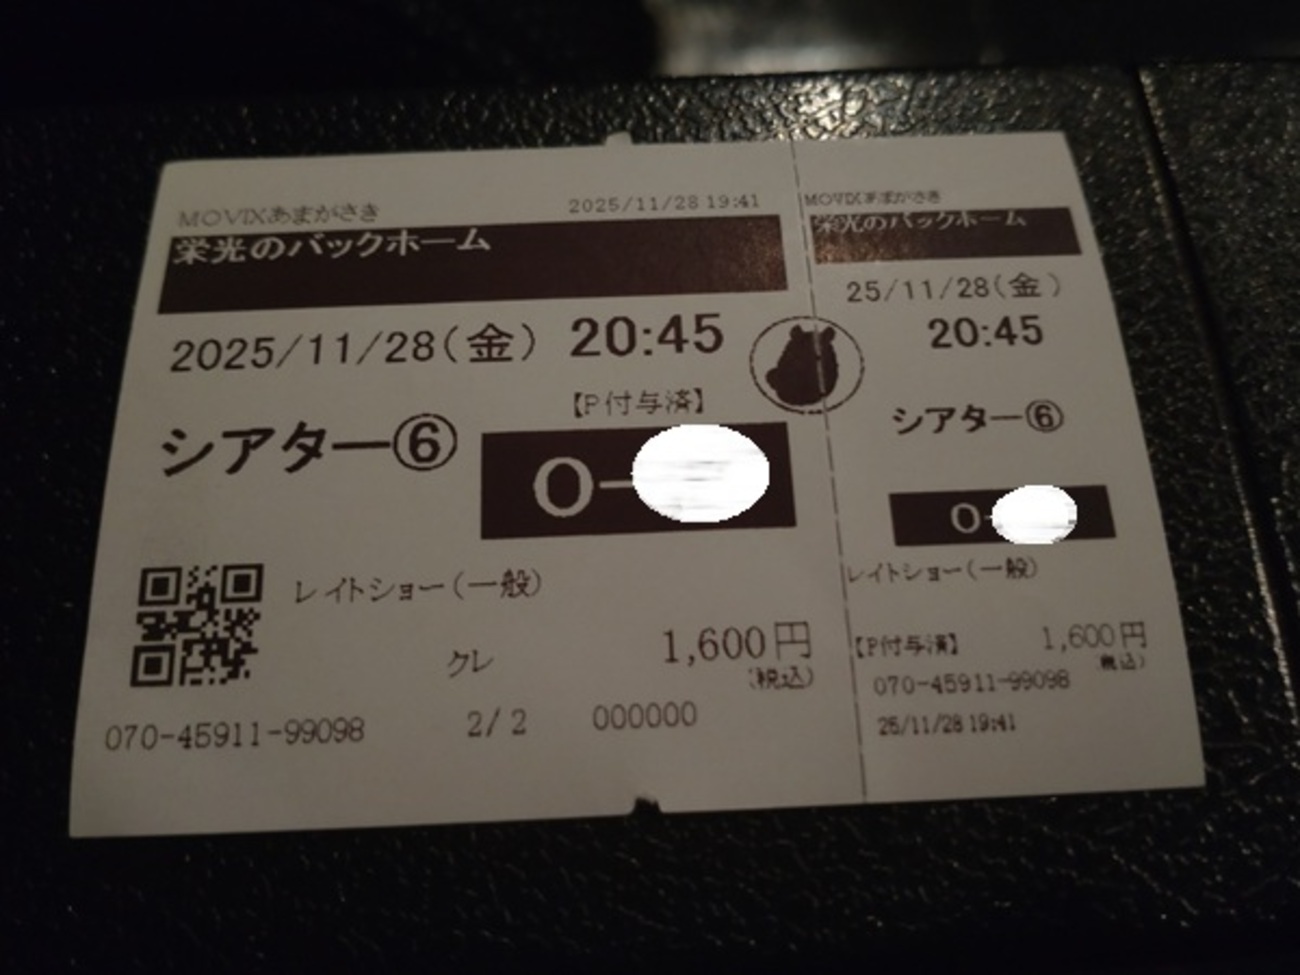 MOVIXあまがさき 2025/11/28 19:41
栄光のバックホーム
2025/11/28(金) 20:45
【P付与済】
シアター⑥
O-
レイトショー(一般)
クレ 1,600円
(税込)
070-45911-99098 2/2 000000
MOVIXあまがさき
栄光のバックホーム
25/11/28(金)
20:45
シアター⑥
O-
レイトショー(一般)
【P付与済】 1,600円
(税込)
070-45911-99098
25/11/28 19:41